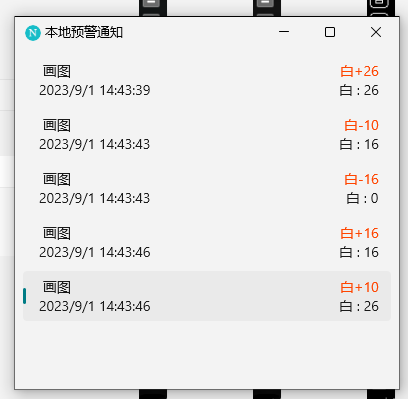 N 本地预警通知
画图 白+26
2023/9/1 14:43:39 白 : 26
画图 白-10
2023/9/1 14:43:43 白 : 16
画图 白-16
2023/9/1 14:43:43 白 : 0
画图 白+16
2023/9/1 14:43:46 白 : 16
画图 白+10
2023/9/1 14:43:46 白 : 26